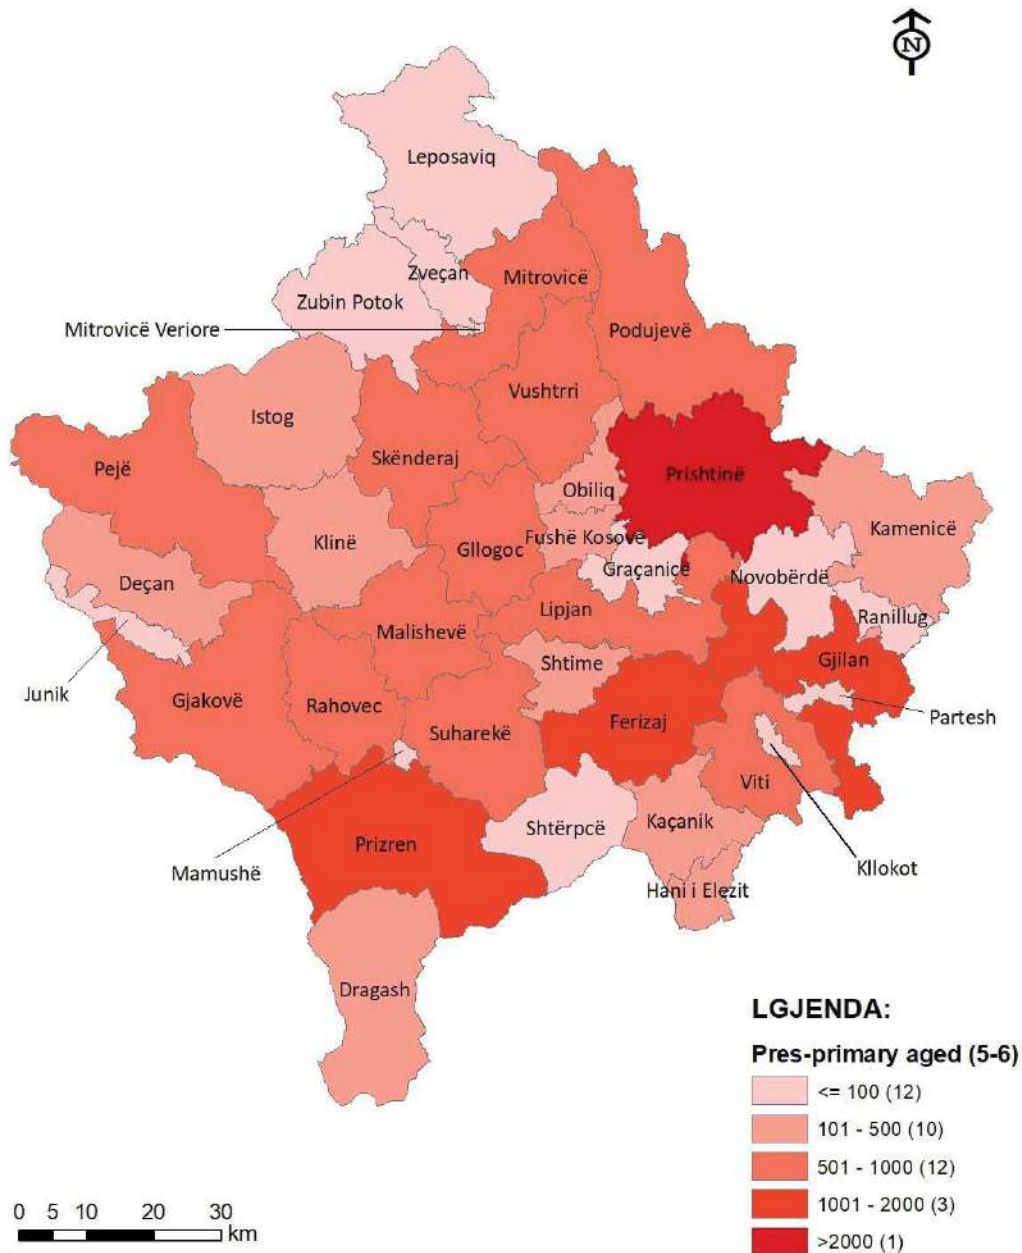 N
Leposaviq
Zveçan
Mitrovicë
Zubin Potok
Mitrovicë Veriore
Podujevë
Vushtrri
Istog
Skënderaj
Pejë
Prishtinë
Obiliq
Kamenicë
Fushë Kosovë
Klinë
Gllogoc
Graçanicë
Novobërdë
Deçan
Lipjan
Ranillug
Malishevë
Shtime
Gjilan
Junik
Gjakovë
Rahovec
Partesh
Ferizaj
Suharekë
Viti
Shtërpcë
Kaçanik
Prizren
Kllokot
Mamushë
Hani i Elezit
Dragash
LGJENDA:
Pres-primary aged (5-6)
<= 100 (12)
101 - 500 (10)
501 - 1000 (12)
1001 - 2000 (3)
>2000 (1)
0 5 10 20 30
km